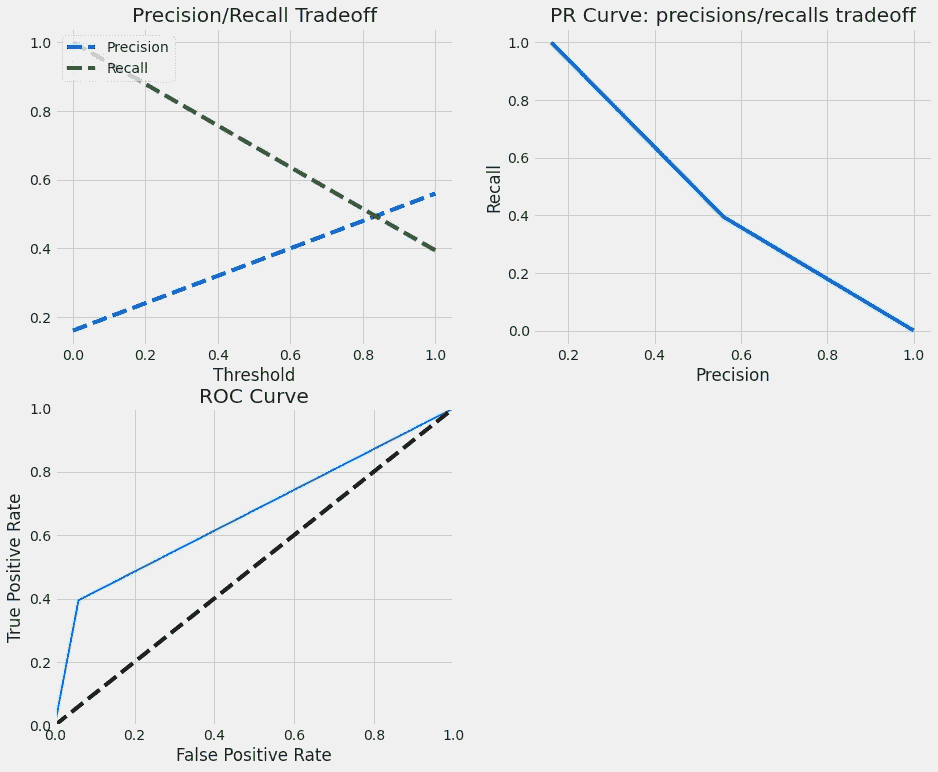 Precision/Recall Tradeoff
1.0
0.8
0.6
0.4
0.2
Precision
Recall
0.0 0.2 0.4 0.6 0.8 1.0
Threshold
PR Curve: precisions/recalls tradeoff
Recall
1.0
0.8
0.6
0.4
0.2
0.0
0.2 0.4 0.6 0.8 1.0
Precision
ROC Curve
True Positive Rate
1.0
0.8
0.6
0.4
0.2
0.0
0.0 0.2 0.4 0.6 0.8 1.0
False Positive Rate